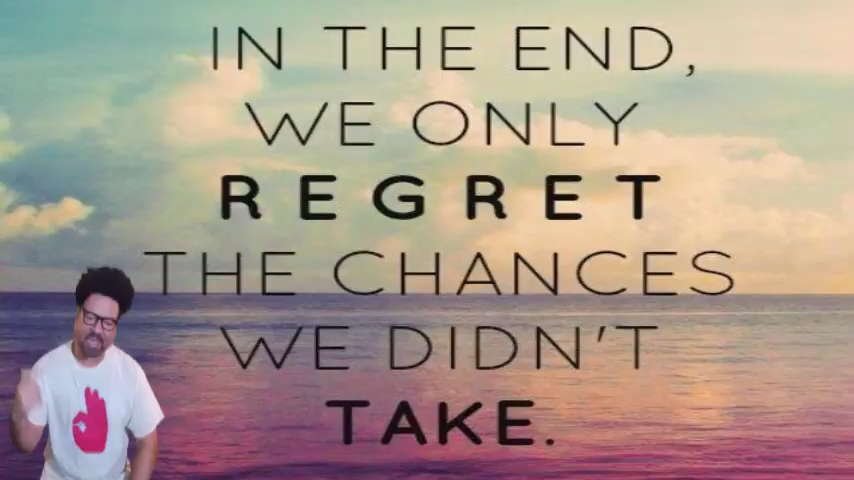 IN THE END,
WE ONLY
REGRET
THE CHANCES
WE DIDN'T
TAKE.